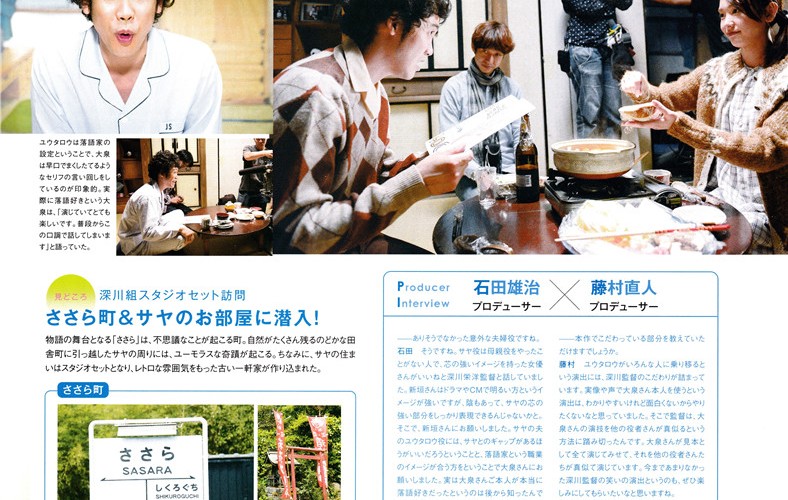 JS
ユウタロウは落語家の
設定ということで、大泉
は早口でまくしたてるよう
なセリフの言い回しをし
ているのが印象的。実
際に落語好きという大
泉は、「演じていてとても
楽しいです。普段からこ
の口調で話してしまいま
す」と語っていた。
見どころ 深川組スタジオセット訪問
ささら町&サヤのお部屋に潜入!
物語の舞台となる「ささら」は、不思議なことが起こる町。自然がたくさん残るのどかな田
舎町に引っ越したサヤの周りには、ユーモラスな奇蹟が起こる。ちなみに、サヤの住ま
いはスタジオセットとなり、レトロな雰囲気をもった古い一軒家が作り込まれた。
ささら町
ささら
SASARA
しくろぐち
SHIKUROGUCHI
Producer
Interview
石田雄治
プロデューサー
藤村直人
プロデューサー
――ありそうでなかった意外な夫婦役ですね。
石田 そうですね。サヤ役は母親役をやったこ
とがない人で、芯の強いイメージを持った女優
さんがいいねと深川栄洋監督と話していまし
た。新垣さんはドラマやCMで明るい方というイ
メージが強いですが、陰もあって、サヤの芯の
強い部分をしっかり表現できるんじゃないかと。
そこで、新垣さんにお願いしました。サヤの夫
のユウタロウ役には、サヤとのギャップがあるほ
うがいいだろうということと、落語家という職業
のイメージが合う方をということで大泉さんにお
願いしました。実は大泉さんご本人が本当に
落語好きだったというのは後から知ったんで
――本作でこだわっている部分を教えていた
だけますでしょうか。
藤村 ユウタロウがいろんな人に乗り移ると
いう演出には、深川監督のこだわりが詰まって
います。実像や声で大泉さん本人を使うという
演出は、わかりやすいけれど面白くないからやり
たくないなと思っていました。そこで監督は、大
泉さんの演技を他の役者さんが真似るという
方法に踏み切ったんです。大泉さんが見本と
して全て演じてみせて、それを他の役者さんた
ちが真似て演じています。今まであまりなかっ
た深川監督の笑いの演出というのも、ぜひ楽
しみにしてもらいたいなと思いますね。